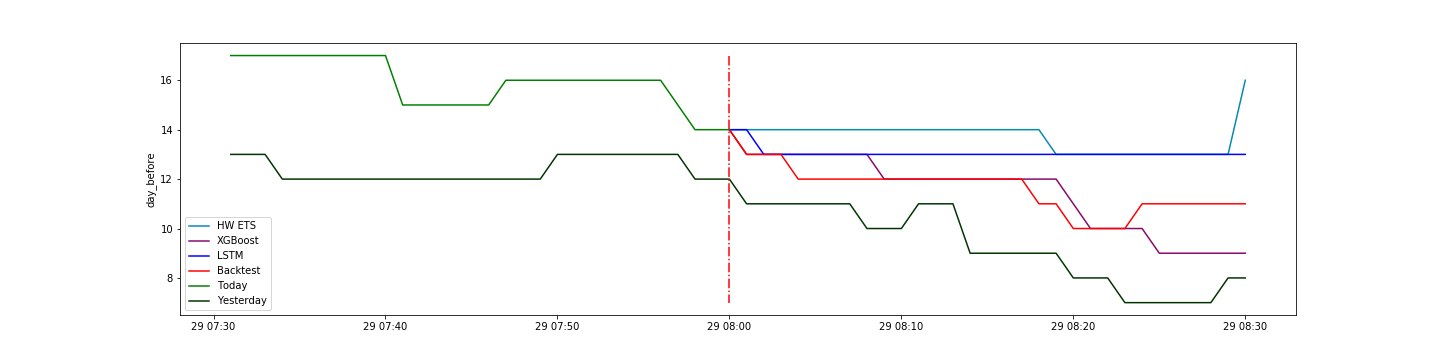 day_before
16
14
12
10
8
HW ETS
XGBoost
LSTM
Backtest
Today
Yesterday
29 07:30
29 07:40
29 07:50
29 08:00
29 08:10
29 08:20
29 08:30